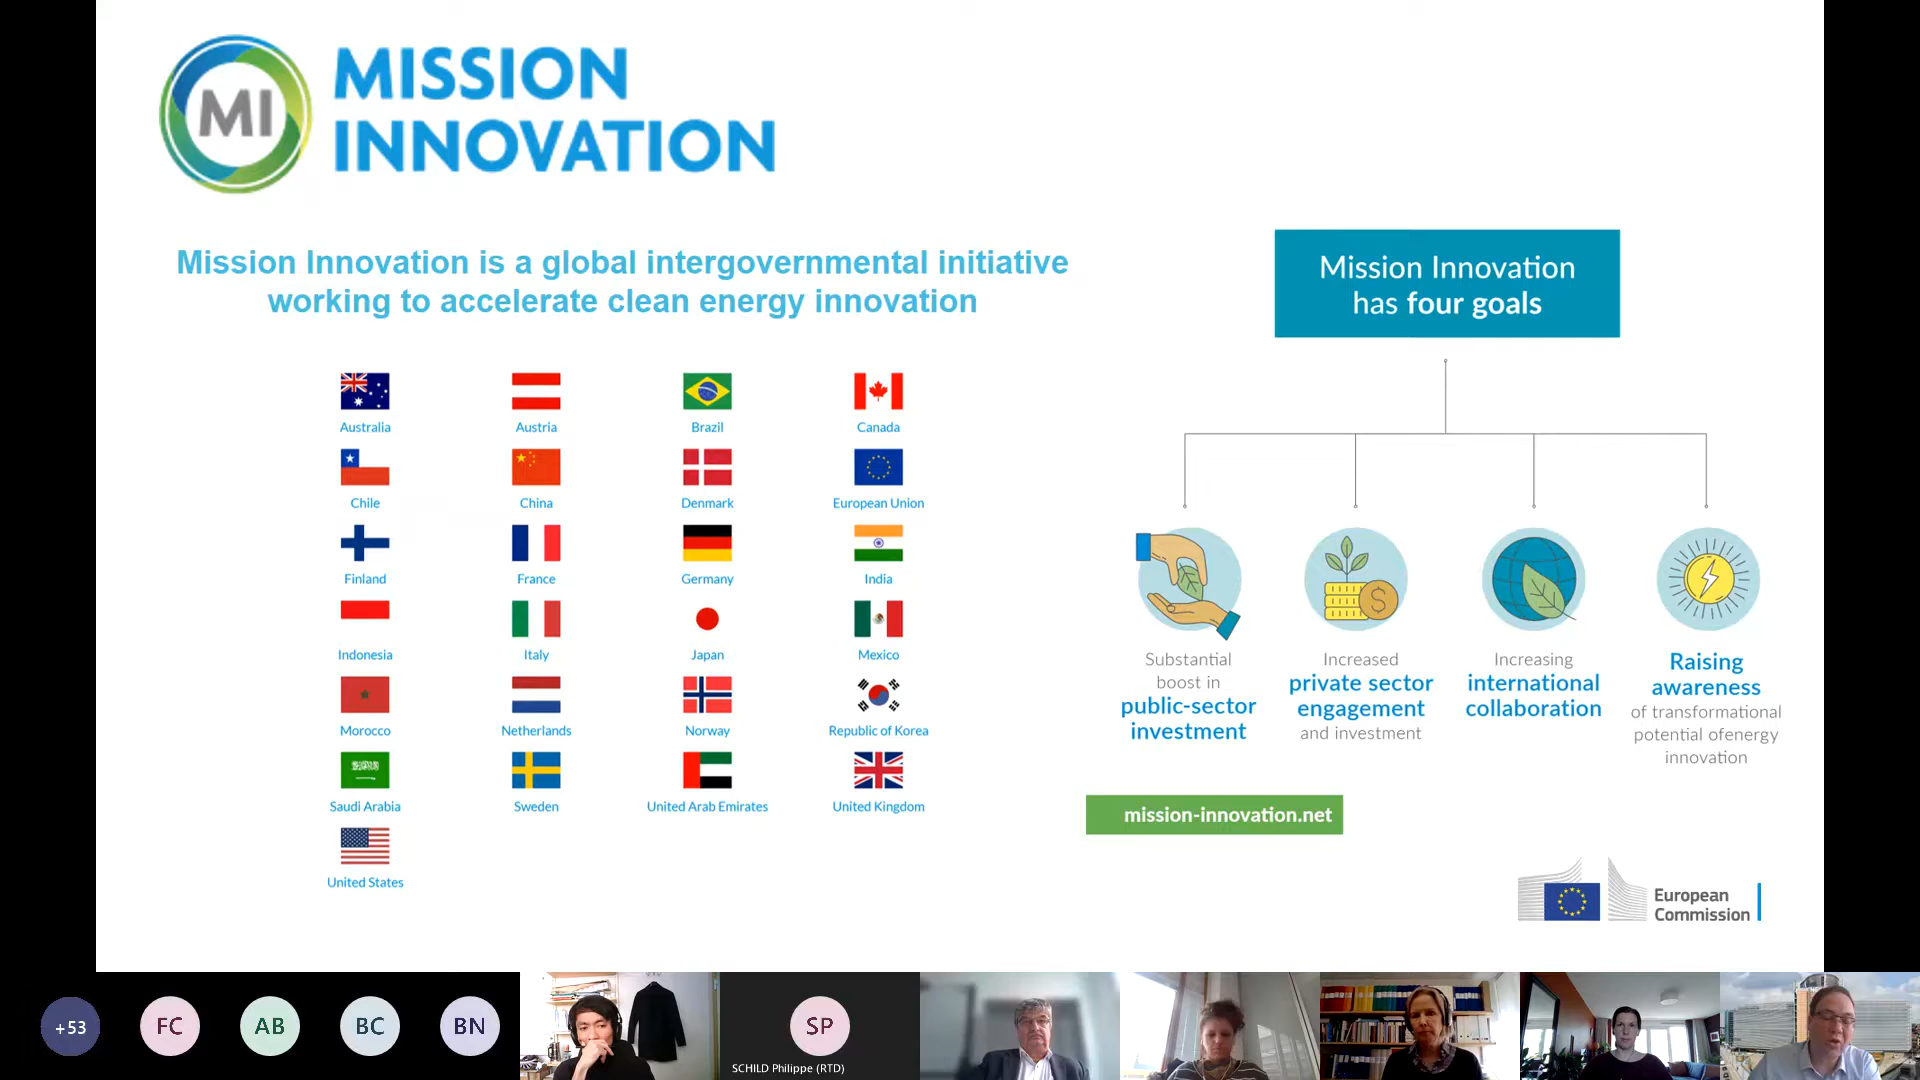 MI
MISSION
INNOVATION
Mission Innovation is a global intergovernmental initiative
working to accelerate clean energy innovation
Australia
Austria
Brazil
Canada
Chile
China
Denmark
European Union
Finland
France
Germany
India
Indonesia
Italy
Japan
Mexico
Morocco
Netherlands
Norway
Republic of Korea
Saudi Arabia
Sweden
United Arab Emirates
United Kingdom
United States
Mission Innovation
has four goals
Substantial
boost in
public-sector
investment
Increased
private sector
engagement
and investment
Increasing
international
collaboration
Raising
awareness
of transformational
potential ofenergy
innovation
mission-innovation.net
European
Commission
+53
FC
AB
BC
BN
SP
SCHILD Philippe (RTD)